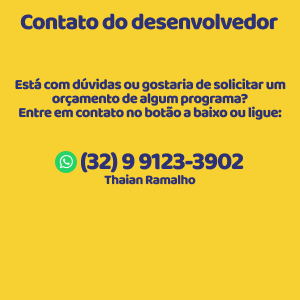 Contato do desenvolvedor
Está com dúvidas ou gostaria de solicitar um
orçamento de algum programa?
Entre em contato no botão a baixo ou ligue:
(32) 9 9123-3902
Thaian Ramalho